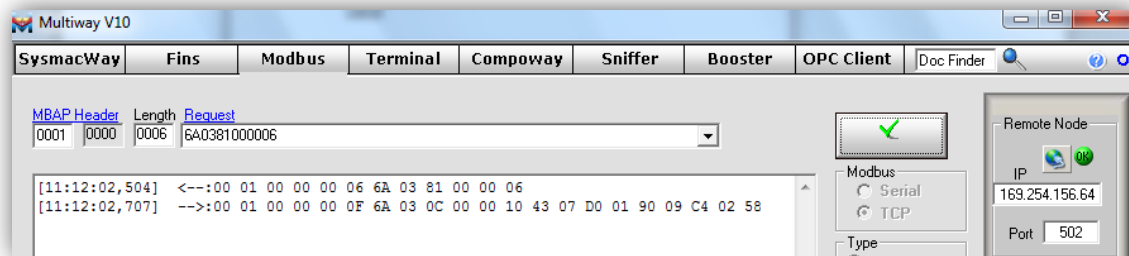 Multiway V10
SysmacWay Fins Modbus Terminal Compoway Sniffer Booster OPC Client Doc Finder
MBAP Header Length Request
0001 0000 0006 6A0381000006
[11:12:02,504] <--:00 01 00 00 00 06 6A 03 81 00 00 06
[11:12:02,707] -->:00 01 00 00 00 0F 6A 03 0C 00 00 10 43 07 D0 01 90 09 C4 02 58
Modbus
Serial
TCP
Type
Remote Node
OK
IP
169.254.156.64
Port 502